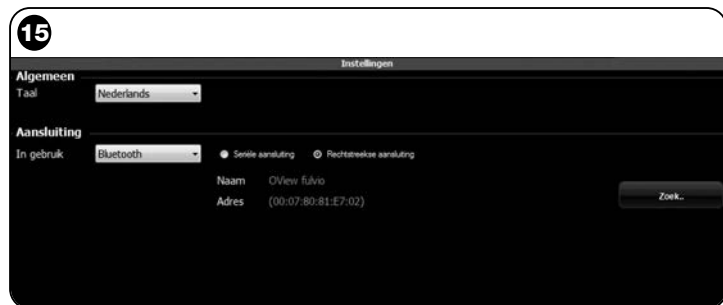 15
Instellingen
Algemeen
Taal Nederlands
Aansluiting
In gebruik Bluetooth Seriële aansluiting Rechtstreekse aansluiting
Naam OView fulvio
Adres (00:07:80:81:E7:02)
Zoek..